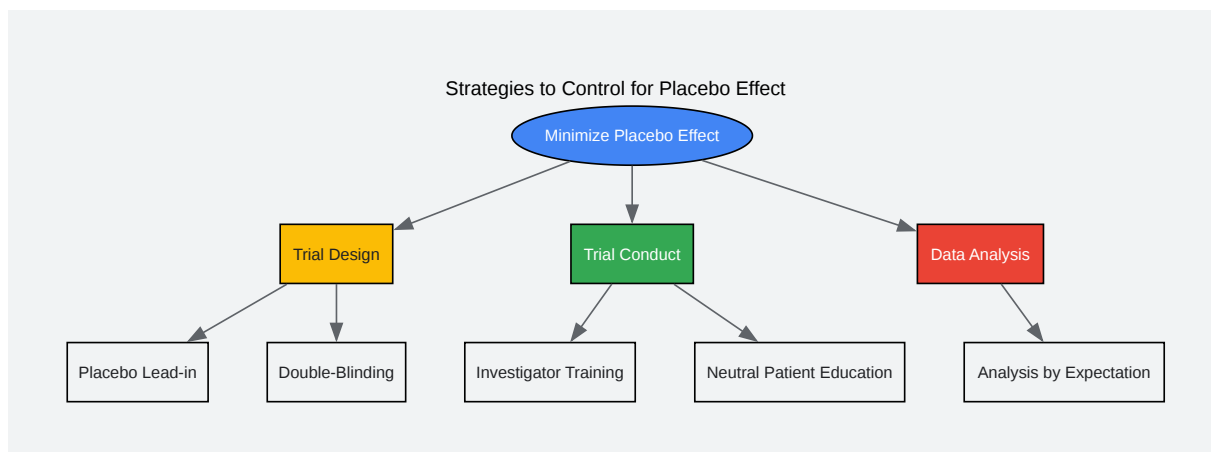 Strategies to Control for Placebo Effect
Minimize Placebo Effect
Trial Design
Trial Conduct
Data Analysis
Placebo Lead-in
Double-Blinding
Investigator Training
Neutral Patient Education
Analysis by Expectation